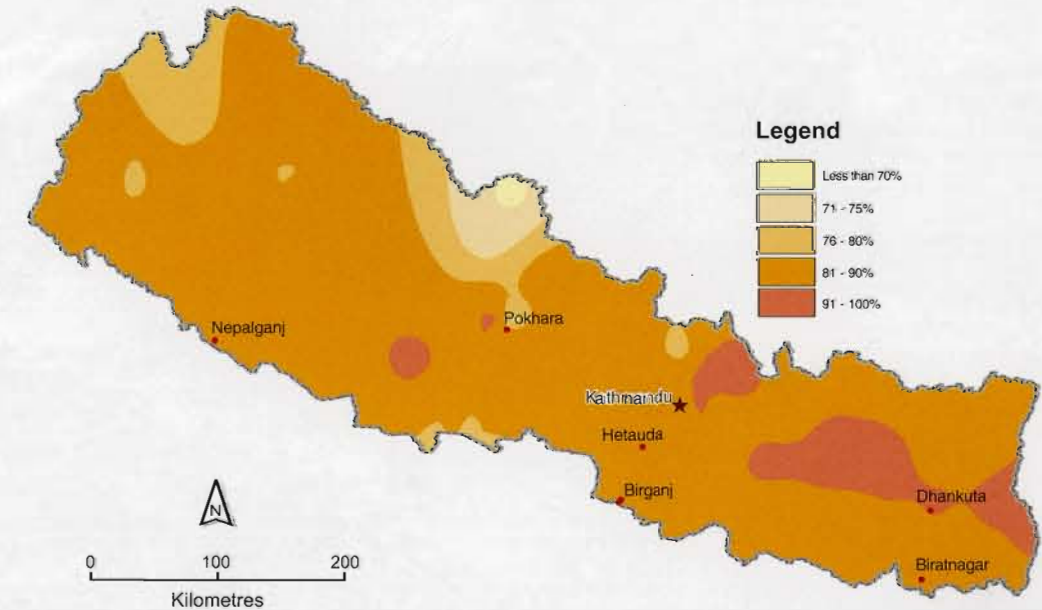 Legend
Less than 70%
71 - 75%
76 - 80%
81 - 90%
91 - 100%
Nepalganj
Pokhara
Kathmandu
Hetauda
Birganj
Dhankuta
Biratnagar
N
0 100 200
Kilometres